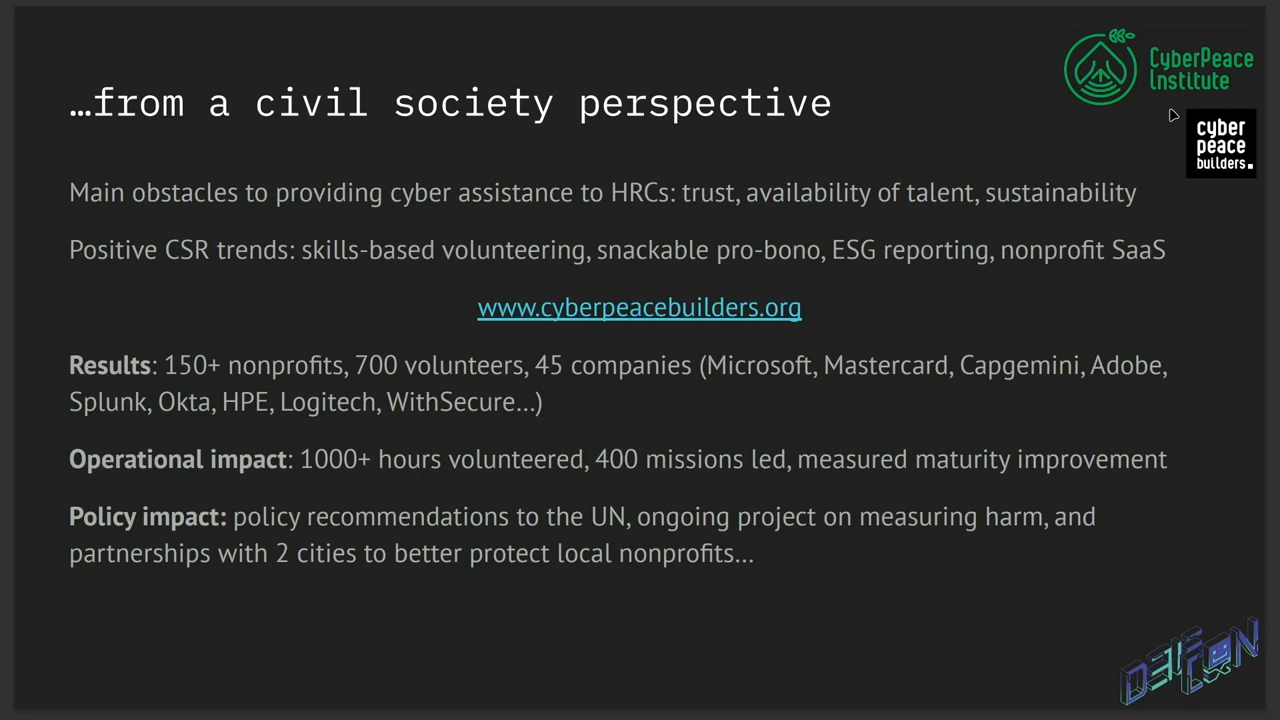 CyberPeace
Institute
…from a civil society perspective
cyber
peace
builders.
Main obstacles to providing cyber assistance to HRCs: trust, availability of talent, sustainability
Positive CSR trends: skills-based volunteering, snackable pro-bono, ESG reporting, nonprofit SaaS
www.cyberpeacebuilders.org
Results: 150+ nonprofits, 700 volunteers, 45 companies (Microsoft, Mastercard, Capgemini, Adobe,
Splunk, Okta, HPE, Logitech, WithSecure…)
Operational impact: 1000+ hours volunteered, 400 missions led, measured maturity improvement
Policy impact: policy recommendations to the UN, ongoing project on measuring harm, and
partnerships with 2 cities to better protect local nonprofits…
DEF
CON